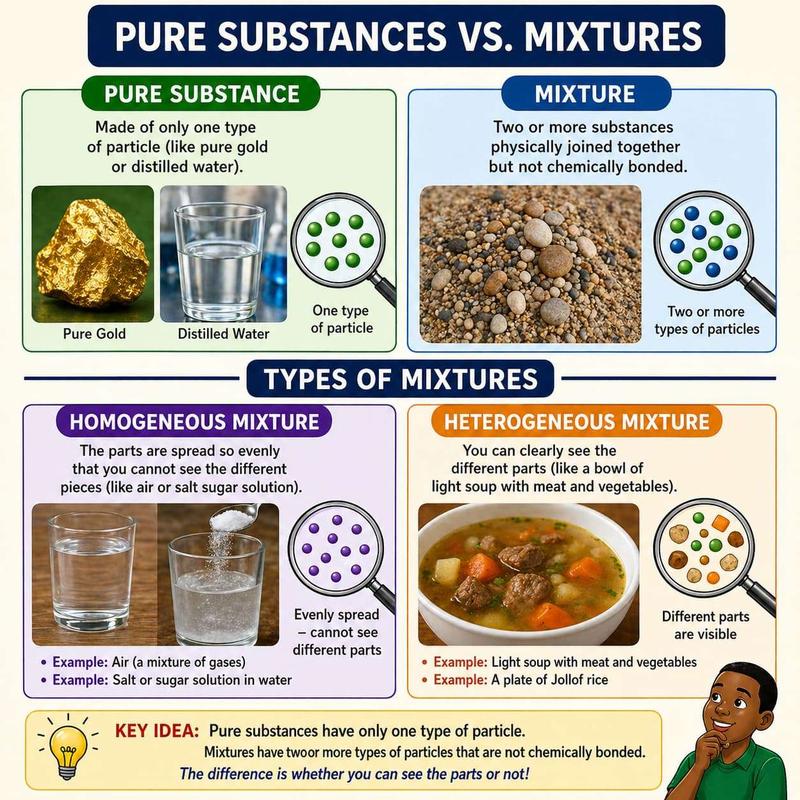 PURE SUBSTANCES VS. MIXTURES
PURE SUBSTANCE
Made of only one type
of particle (like pure gold
or distilled water).
Pure Gold
Distilled Water
One type
of particle
MIXTURE
Two or more substances
physically joined together
but not chemically bonded.
Two or more
types of particles
TYPES OF MIXTURES
HOMOGENEOUS MIXTURE
The parts are spread so evenly
that you cannot see the different
pieces (like air or salt sugar solution).
Evenly spread
– cannot see
different parts
• Example: Air (a mixture of gases)
• Example: Salt or sugar solution in water
HETEROGENEOUS MIXTURE
You can clearly see the
different parts (like a bowl of
light soup with meat and vegetables).
Different parts
are visible
• Example: Light soup with meat and vegetables
• Example: A plate of Jollof rice
KEY IDEA: Pure substances have only one type of particle.
Mixtures have twoor more types of particles that are not chemically bonded.
The difference is whether you can see the parts or not!